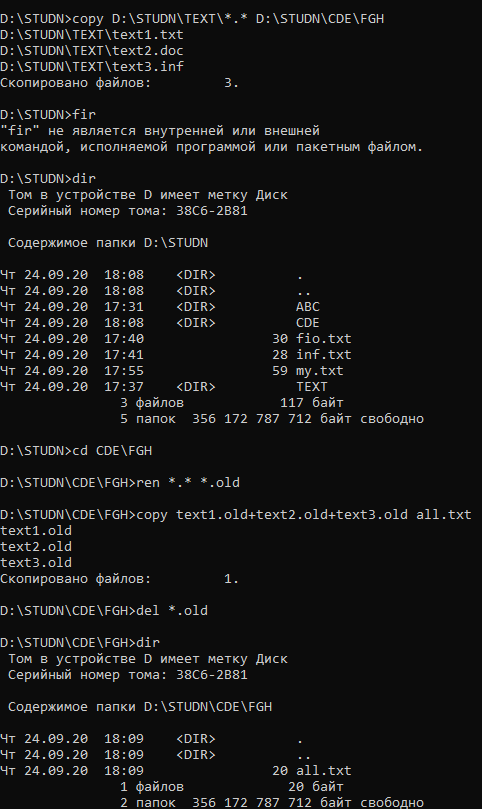 D:\STUDN>copy D:\STUDN\TEXT\*.* D:\STUDN\CDE\FGH
D:\STUDN\TEXT\text1.txt
D:\STUDN\TEXT\text2.doc
D:\STUDN\TEXT\text3.inf
Скопировано файлов:         3.
D:\STUDN>fir
"fir" не является внутренней или внешней
командой, исполняемой программой или пакетным файлом.
D:\STUDN>dir
 Том в устройстве D имеет метку Диск
 Серийный номер тома: 38C6-2B81
 Содержимое папки D:\STUDN
Чт 24.09.20  18:08    <DIR>          .
Чт 24.09.20  18:08    <DIR>          ..
Чт 24.09.20  17:31    <DIR>          ABC
Чт 24.09.20  18:08    <DIR>          CDE
Чт 24.09.20  17:40                30 fio.txt
Чт 24.09.20  17:41                28 inf.txt
Чт 24.09.20  17:55                59 my.txt
Чт 24.09.20  17:37    <DIR>          TEXT
               3 файлов            117 байт
               5 папок  356 172 787 712 байт свободно
D:\STUDN>cd CDE\FGH
D:\STUDN\CDE\FGH>ren *.* *.old
D:\STUDN\CDE\FGH>copy text1.old+text2.old+text3.old all.txt
text1.old
text2.old
text3.old
Скопировано файлов:         1.
D:\STUDN\CDE\FGH>del *.old
D:\STUDN\CDE\FGH>dir
 Том в устройстве D имеет метку Диск
 Серийный номер тома: 38C6-2B81
 Содержимое папки D:\STUDN\CDE\FGH
Чт 24.09.20  18:09    <DIR>          .
Чт 24.09.20  18:09    <DIR>          ..
Чт 24.09.20  18:09                20 all.txt
               1 файлов             20 байт
               2 папок  356 172 787 712 байт свободно